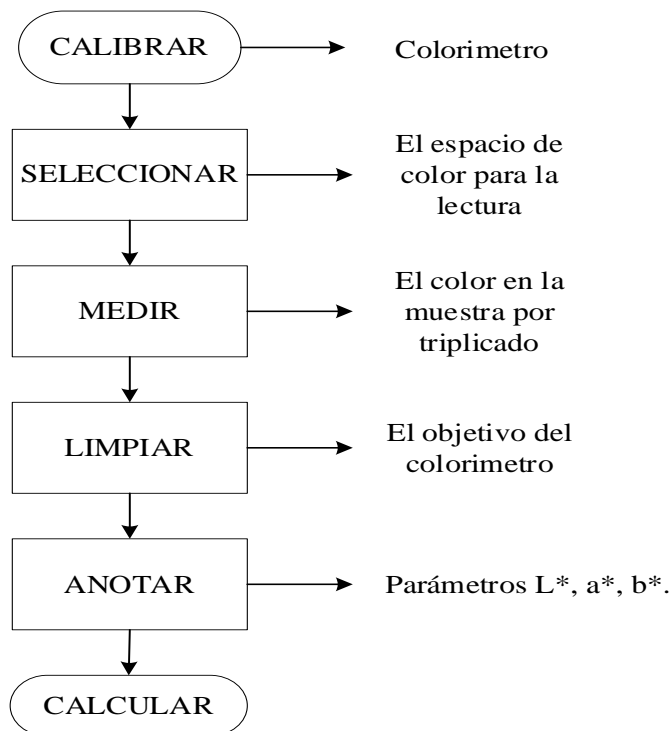 CALIBRAR
Colorimetro
SELECCIONAR
El espacio de
color para la
lectura
MEDIR
El color en la
muestra por
triplicado
LIMPIAR
El objetivo del
colorimetro
ANOTAR
Parámetros L*, a*, b*.
CALCULAR